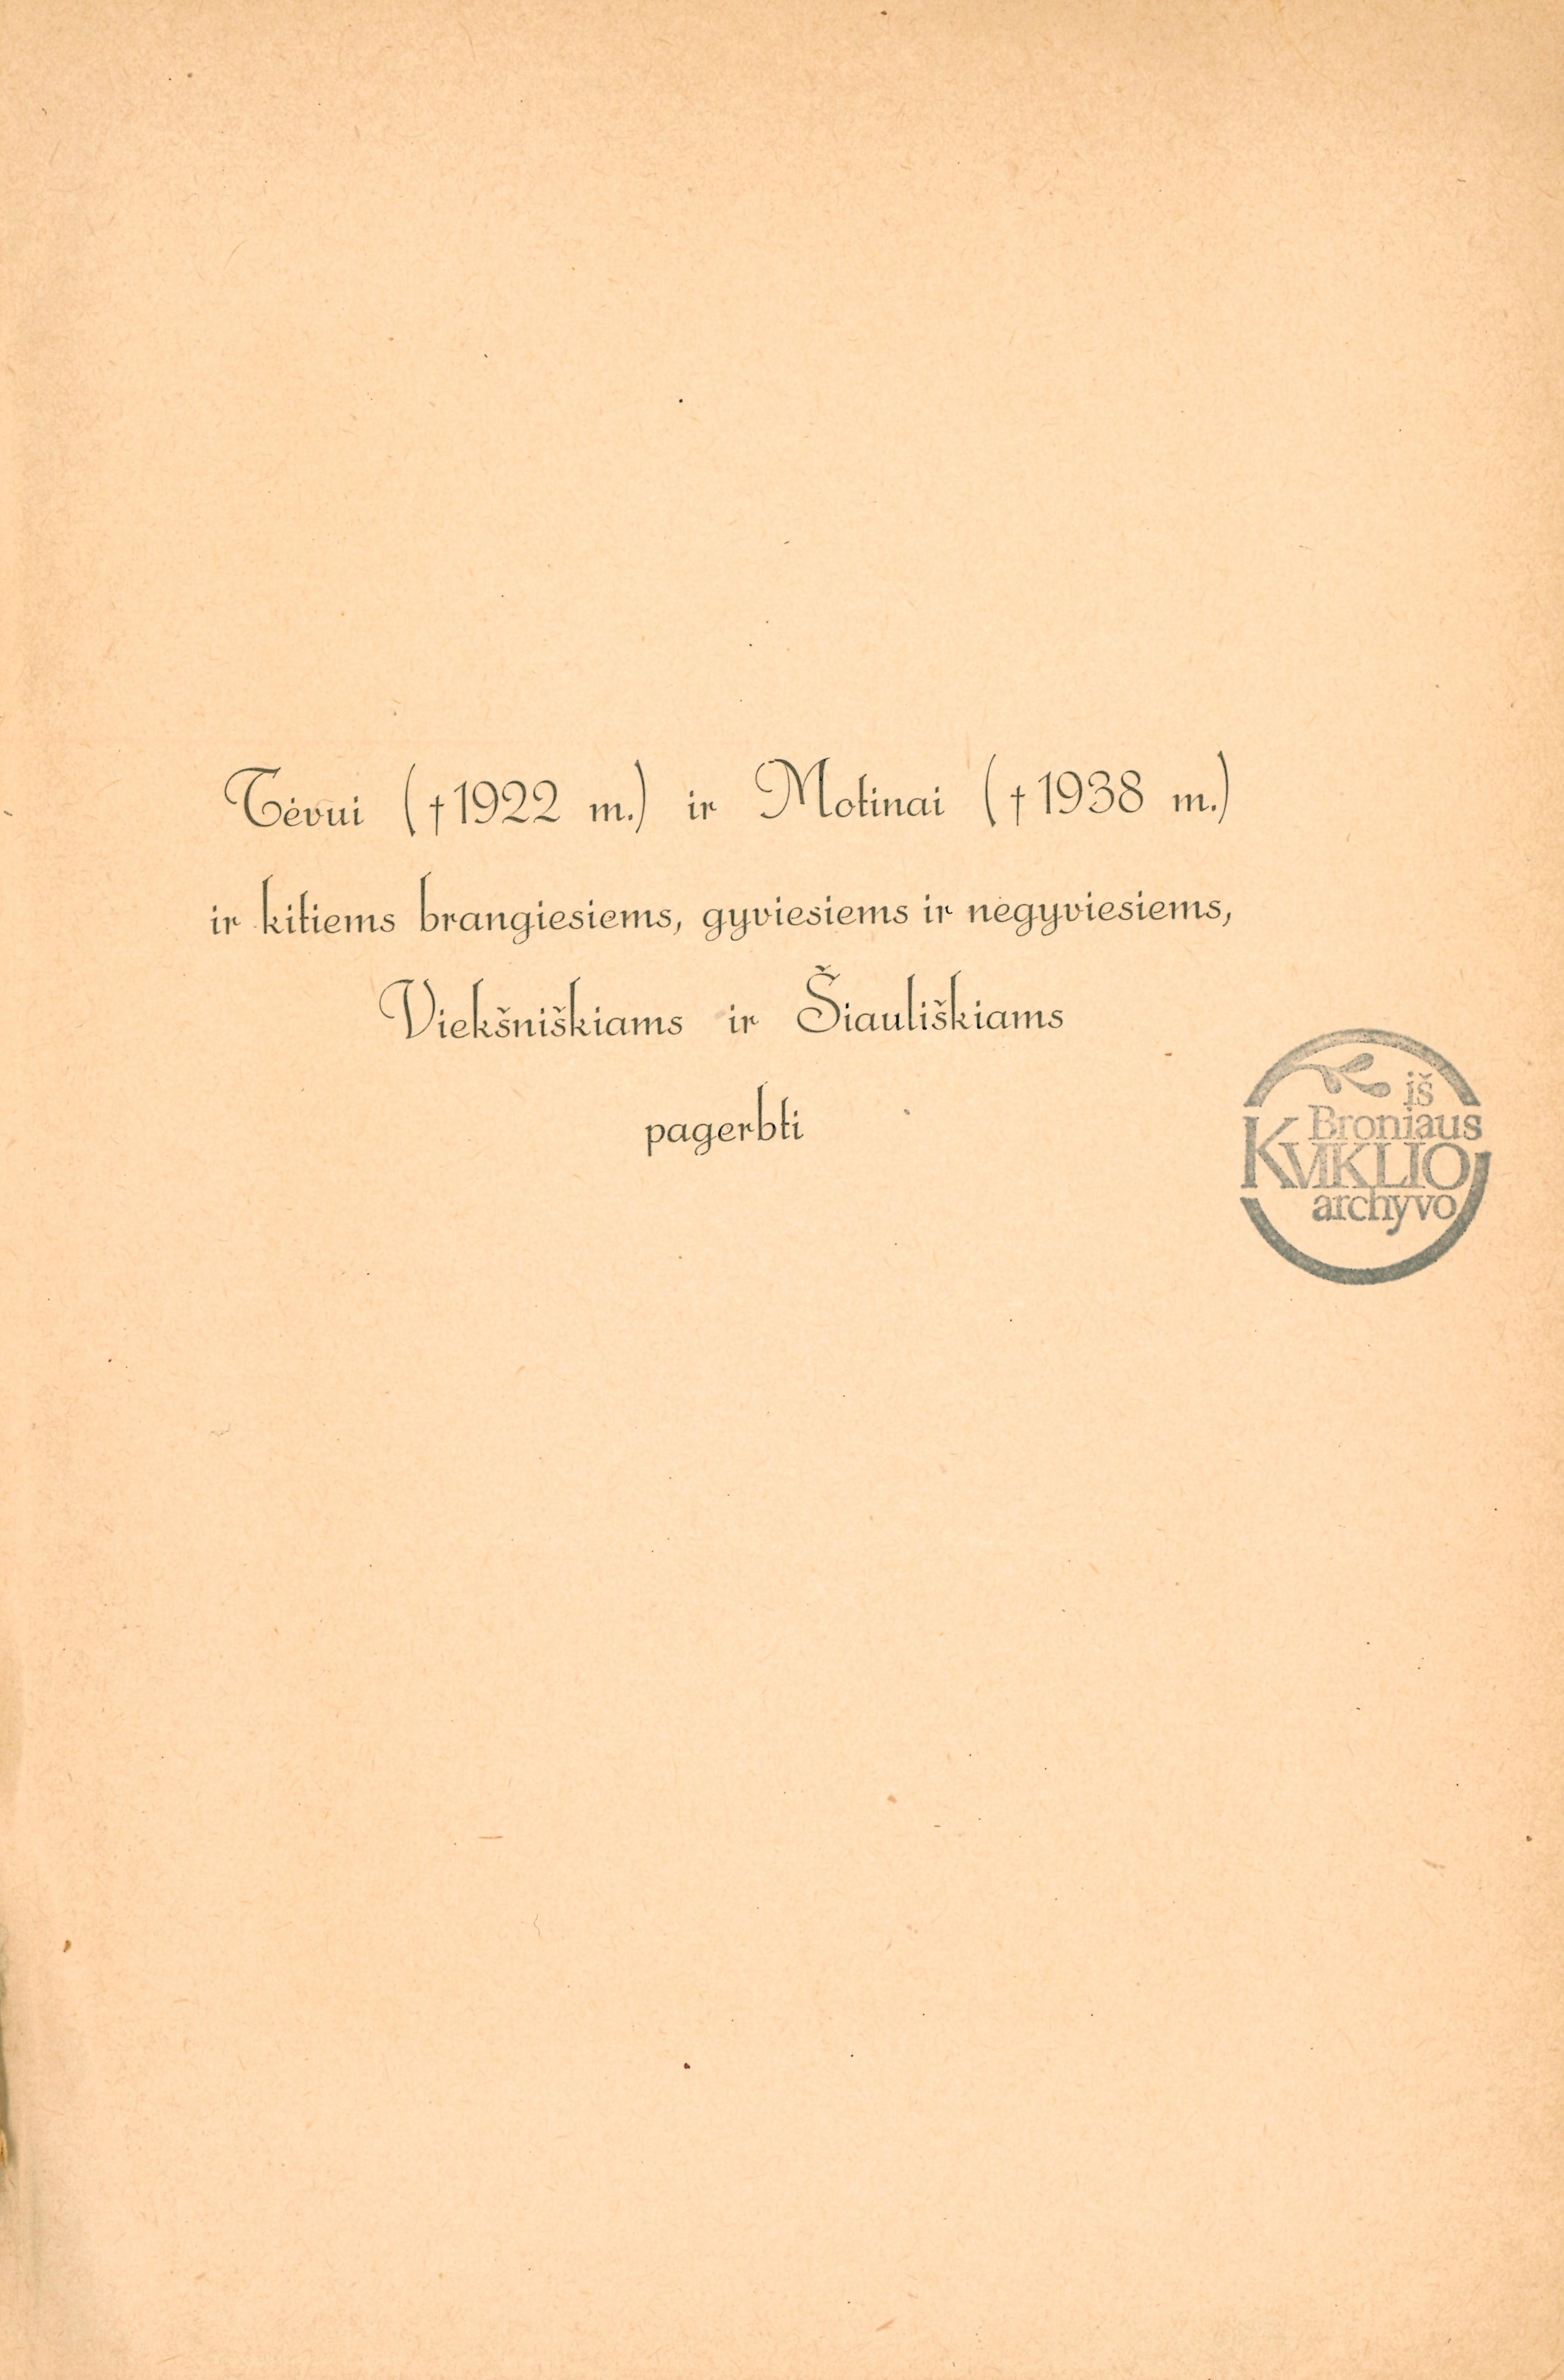 Tėvui († 1922 m.) ir Motinai († 1938 m.)
ir kitiems brangiesiems, gyviesiems ir negyviesiems,
Viekšniškiams ir Šiauliškiams
pagerbti
iš
Broniaus
KVIKLIO
archyvo